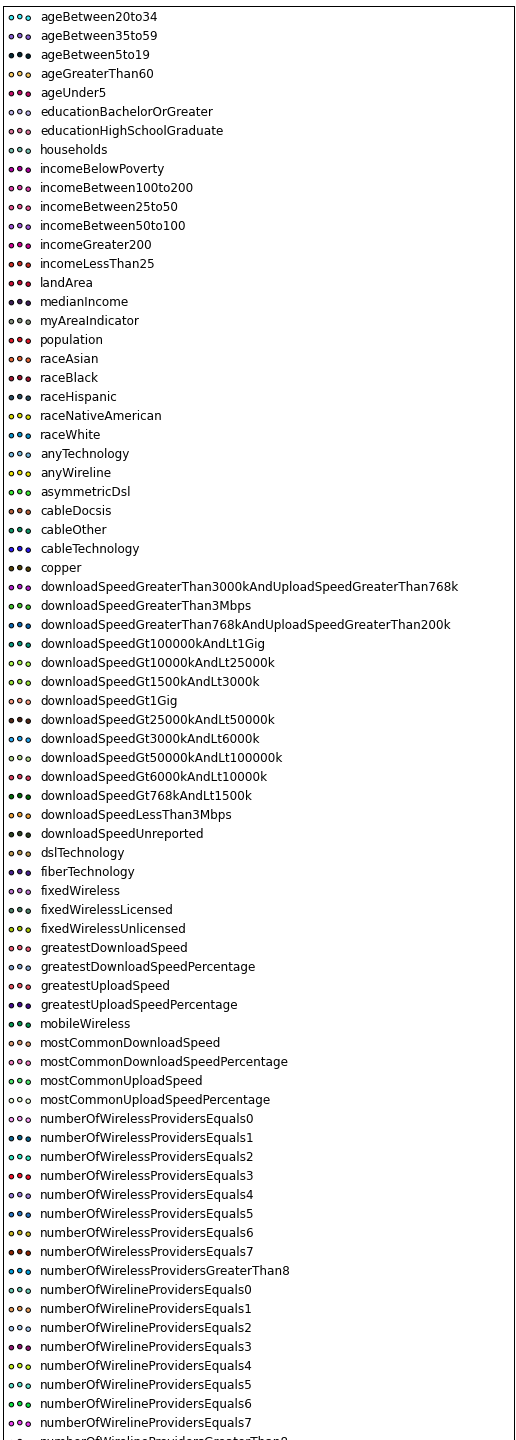 ageBetween20to34
ageBetween35to59
ageBetween5to19
ageGreaterThan60
ageUnder5
educationBachelorOrGreater
educationHighSchoolGraduate
households
incomeBelowPoverty
incomeBetween100to200
incomeBetween25to50
incomeBetween50to100
incomeGreater200
incomeLessThan25
landArea
medianIncome
myAreaIndicator
population
raceAsian
raceBlack
raceHispanic
raceNativeAmerican
raceWhite
anyTechnology
anyWireline
asymmetricDsl
cableDocsis
cableOther
cableTechnology
copper
downloadSpeedGreaterThan3000kAndUploadSpeedGreaterThan768k
downloadSpeedGreaterThan3Mbps
downloadSpeedGreaterThan768kAndUploadSpeedGreaterThan200k
downloadSpeedGt100000kAndLt1Gig
downloadSpeedGt10000kAndLt25000k
downloadSpeedGt1500kAndLt3000k
downloadSpeedGt1Gig
downloadSpeedGt25000kAndLt50000k
downloadSpeedGt3000kAndLt6000k
downloadSpeedGt50000kAndLt100000k
downloadSpeedGt6000kAndLt10000k
downloadSpeedGt768kAndLt1500k
downloadSpeedLessThan3Mbps
downloadSpeedUnreported
dslTechnology
fiberTechnology
fixedWireless
fixedWirelessLicensed
fixedWirelessUnlicensed
greatestDownloadSpeed
greatestDownloadSpeedPercentage
greatestUploadSpeed
greatestUploadSpeedPercentage
mobileWireless
mostCommonDownloadSpeed
mostCommonDownloadSpeedPercentage
mostCommonUploadSpeed
mostCommonUploadSpeedPercentage
numberOfWirelessProvidersEquals0
numberOfWirelessProvidersEquals1
numberOfWirelessProvidersEquals2
numberOfWirelessProvidersEquals3
numberOfWirelessProvidersEquals4
numberOfWirelessProvidersEquals5
numberOfWirelessProvidersEquals6
numberOfWirelessProvidersEquals7
numberOfWirelessProvidersGreaterThan8
numberOfWirelineProvidersEquals0
numberOfWirelineProvidersEquals1
numberOfWirelineProvidersEquals2
numberOfWirelineProvidersEquals3
numberOfWirelineProvidersEquals4
numberOfWirelineProvidersEquals5
numberOfWirelineProvidersEquals6
numberOfWirelineProvidersEquals7